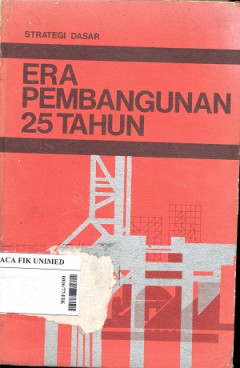 STRATEGI DASAR
ERA
PEMBANGUNAN
25 TAHUN
ACA FIK UNIMED